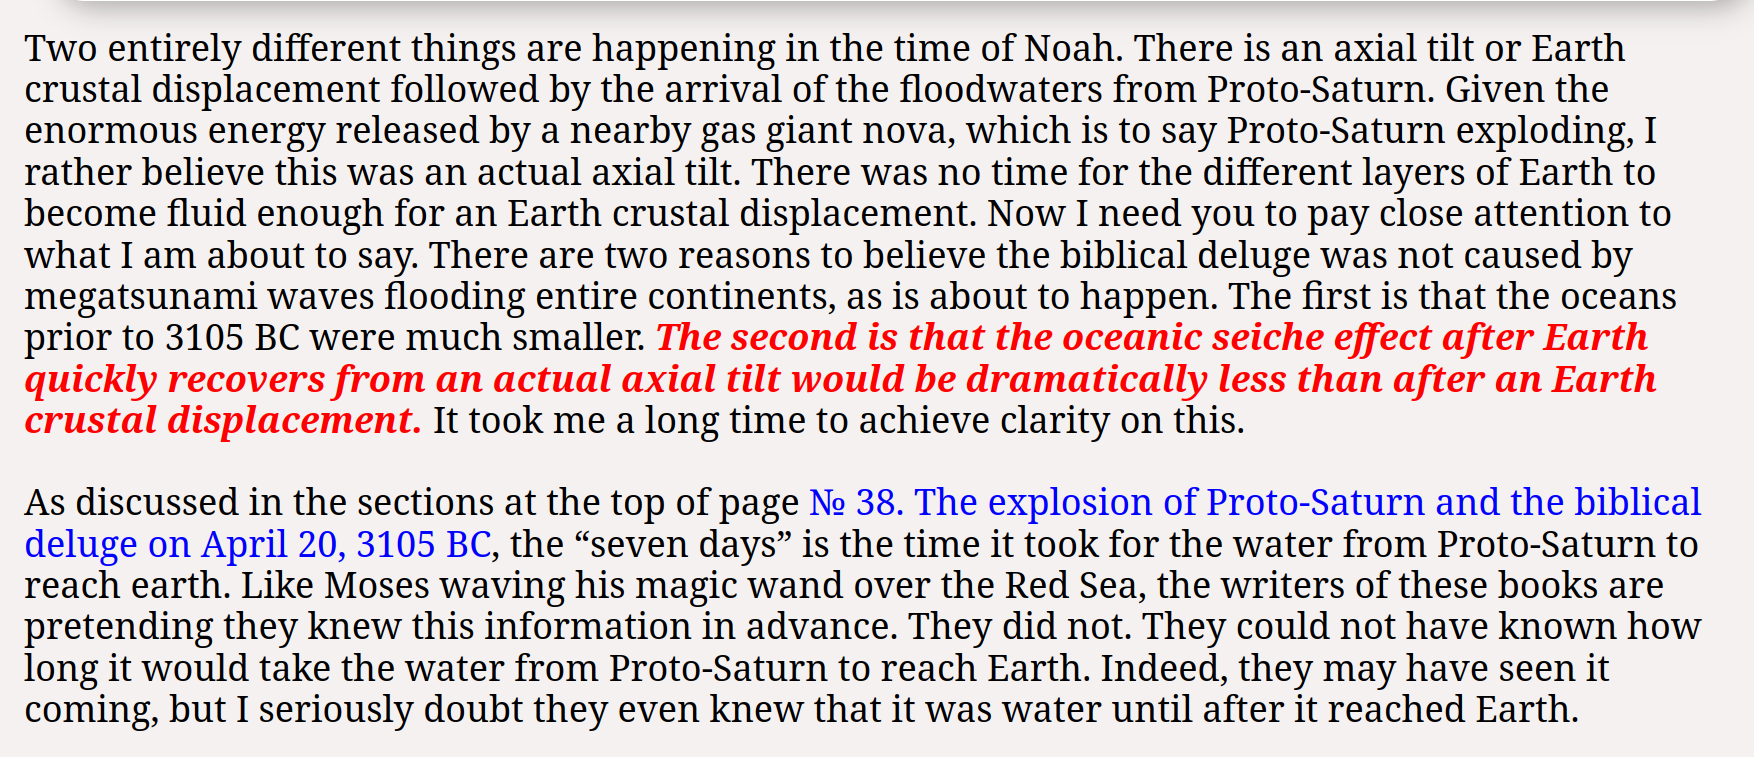 Two entirely different things are happening in the time of Noah. There is an axial tilt or Earth
crustal displacement followed by the arrival of the floodwaters from Proto-Saturn. Given the
enormous energy released by a nearby gas giant nova, which is to say Proto-Saturn exploding, I
rather believe this was an actual axial tilt. There was no time for the different layers of Earth to
become fluid enough for an Earth crustal displacement. Now I need you to pay close attention to
what I am about to say. There are two reasons to believe the biblical deluge was not caused by
megatsunami waves flooding entire continents, as is about to happen. The first is that the oceans
prior to 3105 BC were much smaller. The second is that the oceanic seiche effect after Earth
quickly recovers from an actual axial tilt would be dramatically less than after an Earth
crustal displacement. It took me a long time to achieve clarity on this.
As discussed in the sections at the top of page № 38. The explosion of Proto-Saturn and the biblical
deluge on April 20, 3105 BC, the “seven days” is the time it took for the water from Proto-Saturn to
reach earth. Like Moses waving his magic wand over the Red Sea, the writers of these books are
pretending they knew this information in advance. They did not. They could not have known how
long it would take the water from Proto-Saturn to reach Earth. Indeed, they may have seen it
coming, but I seriously doubt they even knew that it was water until after it reached Earth.